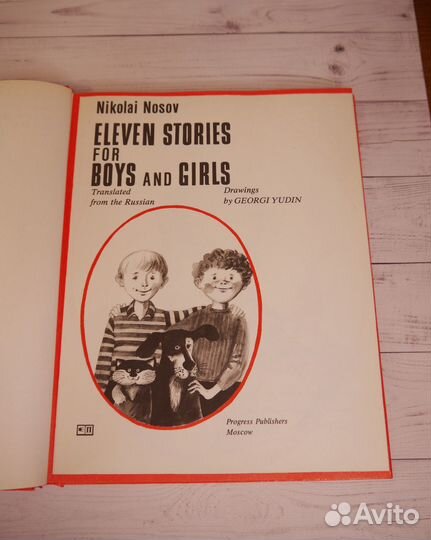 Nikolai Nosov
ELEVEN STORIES
FOR
BOYS AND GIRLS
Translated
from the Russian
Drawings
by GEORGI YUDIN
Progress Publishers
Moscow
Avito